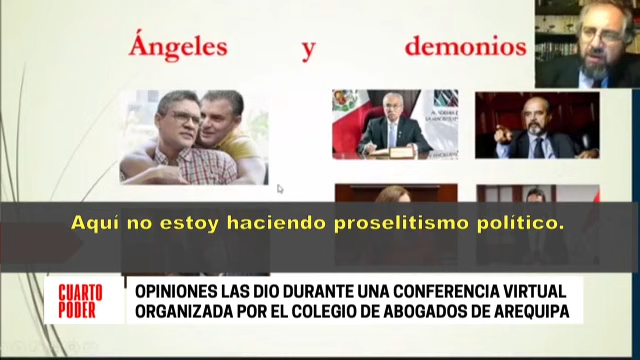 Ángeles y demonios
Aquí no estoy haciendo proselitismo político.
CUARTO PODER
OPINIONES LAS DIO DURANTE UNA CONFERENCIA VIRTUAL
ORGANIZADA POR EL COLEGIO DE ABOGADOS DE AREQUIPA